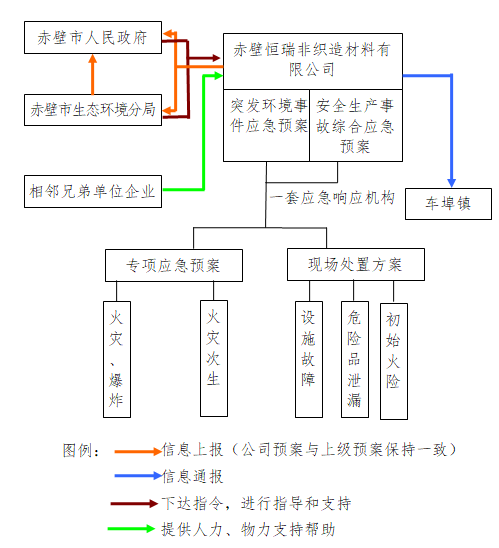 赤壁市人民政府
赤壁恒瑞非织造材料有
限公司
赤壁市生态环境分局
突发环境事
件应急预案
安全生产事
故综合应急
预案
相邻兄弟单位企业
一套应急响应机构
车埠镇
专项应急预案
现场处置方案
火灾、爆炸
火灾次生
设施故障
危险品泄漏
初始火险
图例：
信息上报（公司预案与上级预案保持一致）
信息通报
下达指令，进行指导和支持
提供人力、物力支持帮助